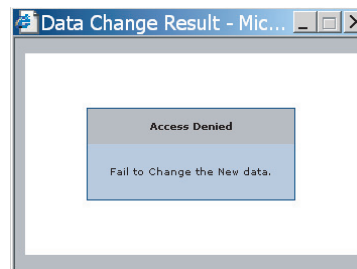 Data Change Result - Mic...
Access Denied
Fail to Change the New data.